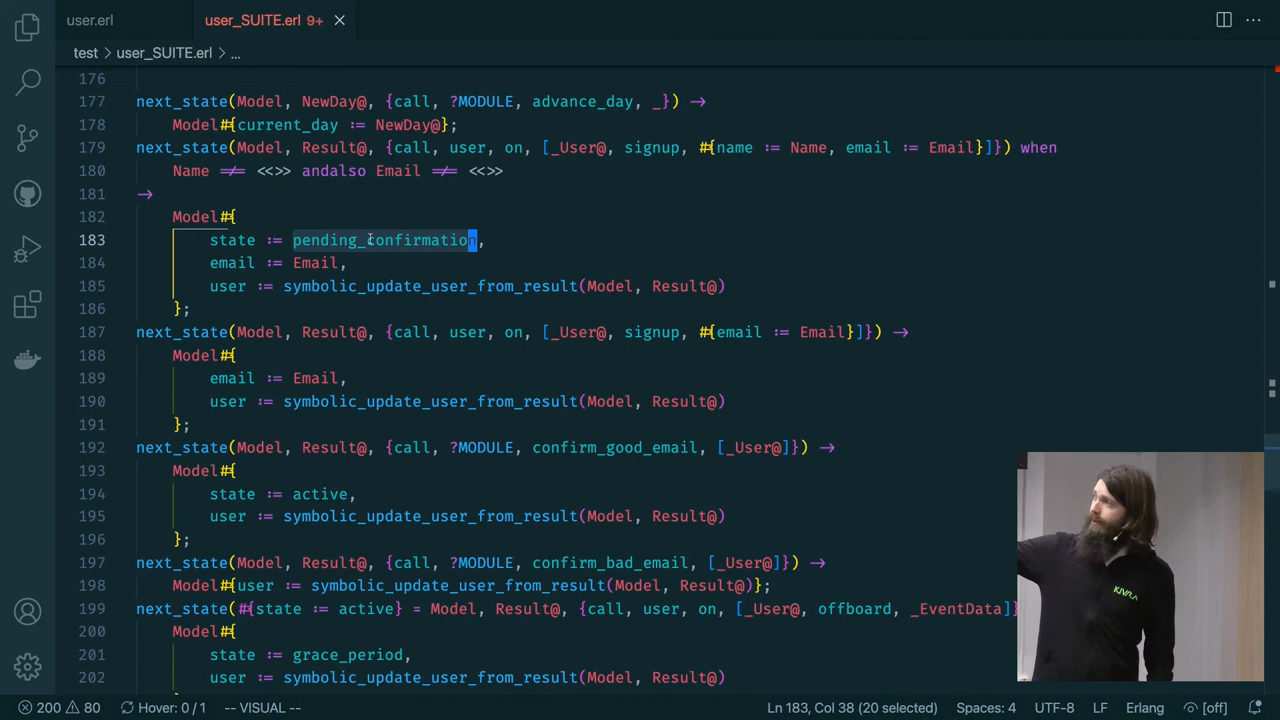 user.erl
user_SUITE.erl 9+
test > user_SUITE.erl > ...
176
177 next_state(Model, NewDay@, {call, ?MODULE, advance_day, _}) ->
178 Model#{current_day := NewDay@};
179 next_state(Model, Result@, {call, user, on, [_User@, signup, #{name := Name, email := Email}]}) when
180 Name =/= <<>> andalso Email =/= <<>>
181 ->
182 Model#{
183 state := pending_confirmation,
184 email := Email,
185 user := symbolic_update_user_from_result(Model, Result@)
186 };
187 next_state(Model, Result@, {call, user, on, [_User@, signup, #{email := Email}]}) ->
188 Model#{
189 email := Email,
190 user := symbolic_update_user_from_result(Model, Result@)
191 };
192 next_state(Model, Result@, {call, ?MODULE, confirm_good_email, [_User@]}) ->
193 Model#{
194 state := active,
195 user := symbolic_update_user_from_result(Model, Result@)
196 };
197 next_state(Model, Result@, {call, ?MODULE, confirm_bad_email, [_User@]}) ->
198 Model#{user := symbolic_update_user_from_result(Model, Result@)};
199 next_state(#{state := active} = Model, Result@, {call, user, on, [_User@, offboard, _EventData]}
200 Model#{
201 state := grace_period,
202 user := symbolic_update_user_from_result(Model, Result@)
KIVRA
200 80 Hover: 0/1 -- VISUAL -- Ln 183, Col 38 (20 selected) Spaces: 4 UTF-8 LF Erlang [off]